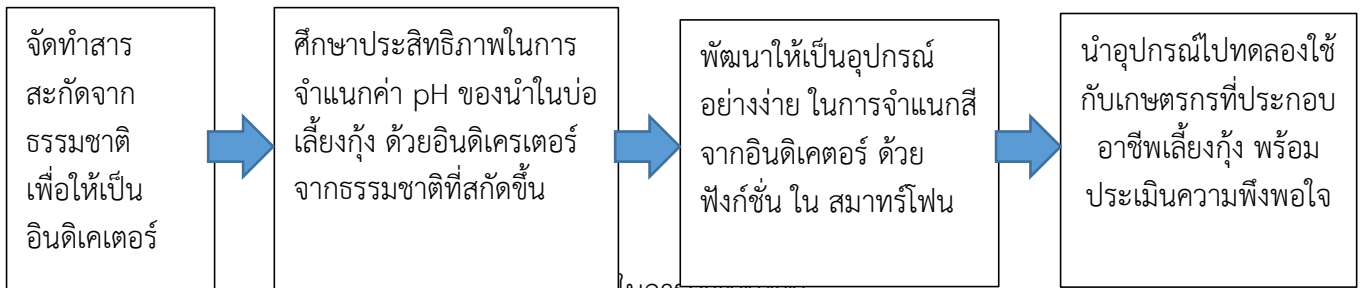 จัดทำสาร
สะกัดจาก
ธรรมชาติ
เพื่อให้เป็น
อินดิเคเตอร์
ศึกษาประสิทธิภาพในการ
จำแนกค่า pH ของนำในบ่อ
เลี้ยงกุ้ง ด้วยอินดิเครเตอร์
จากธรรมชาติที่สกัดขึ้น
พัฒนาให้เป็นอุปกรณ์
อย่างง่าย ในการจำแนกสี
จากอินดิเคตอร์ ด้วย
ฟังก์ชั่น ใน สมาทร์โฟน
นำอุปกรณ์ไปทดลองใช้
กับเกษตรกรที่ประกอบ
อาชีพเลี้ยงกุ้ง พร้อม
ประเมินความพึงพอใจ